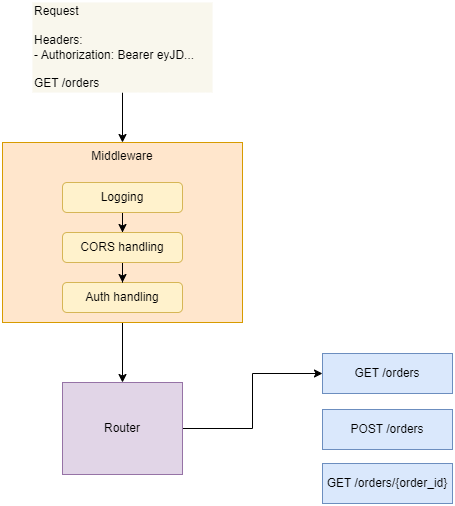 Request
Headers:
- Authorization: Bearer eyJD...
GET /orders
Middleware
Logging
CORS handling
Auth handling
Router
GET /orders
POST /orders
GET /orders/{order_id}